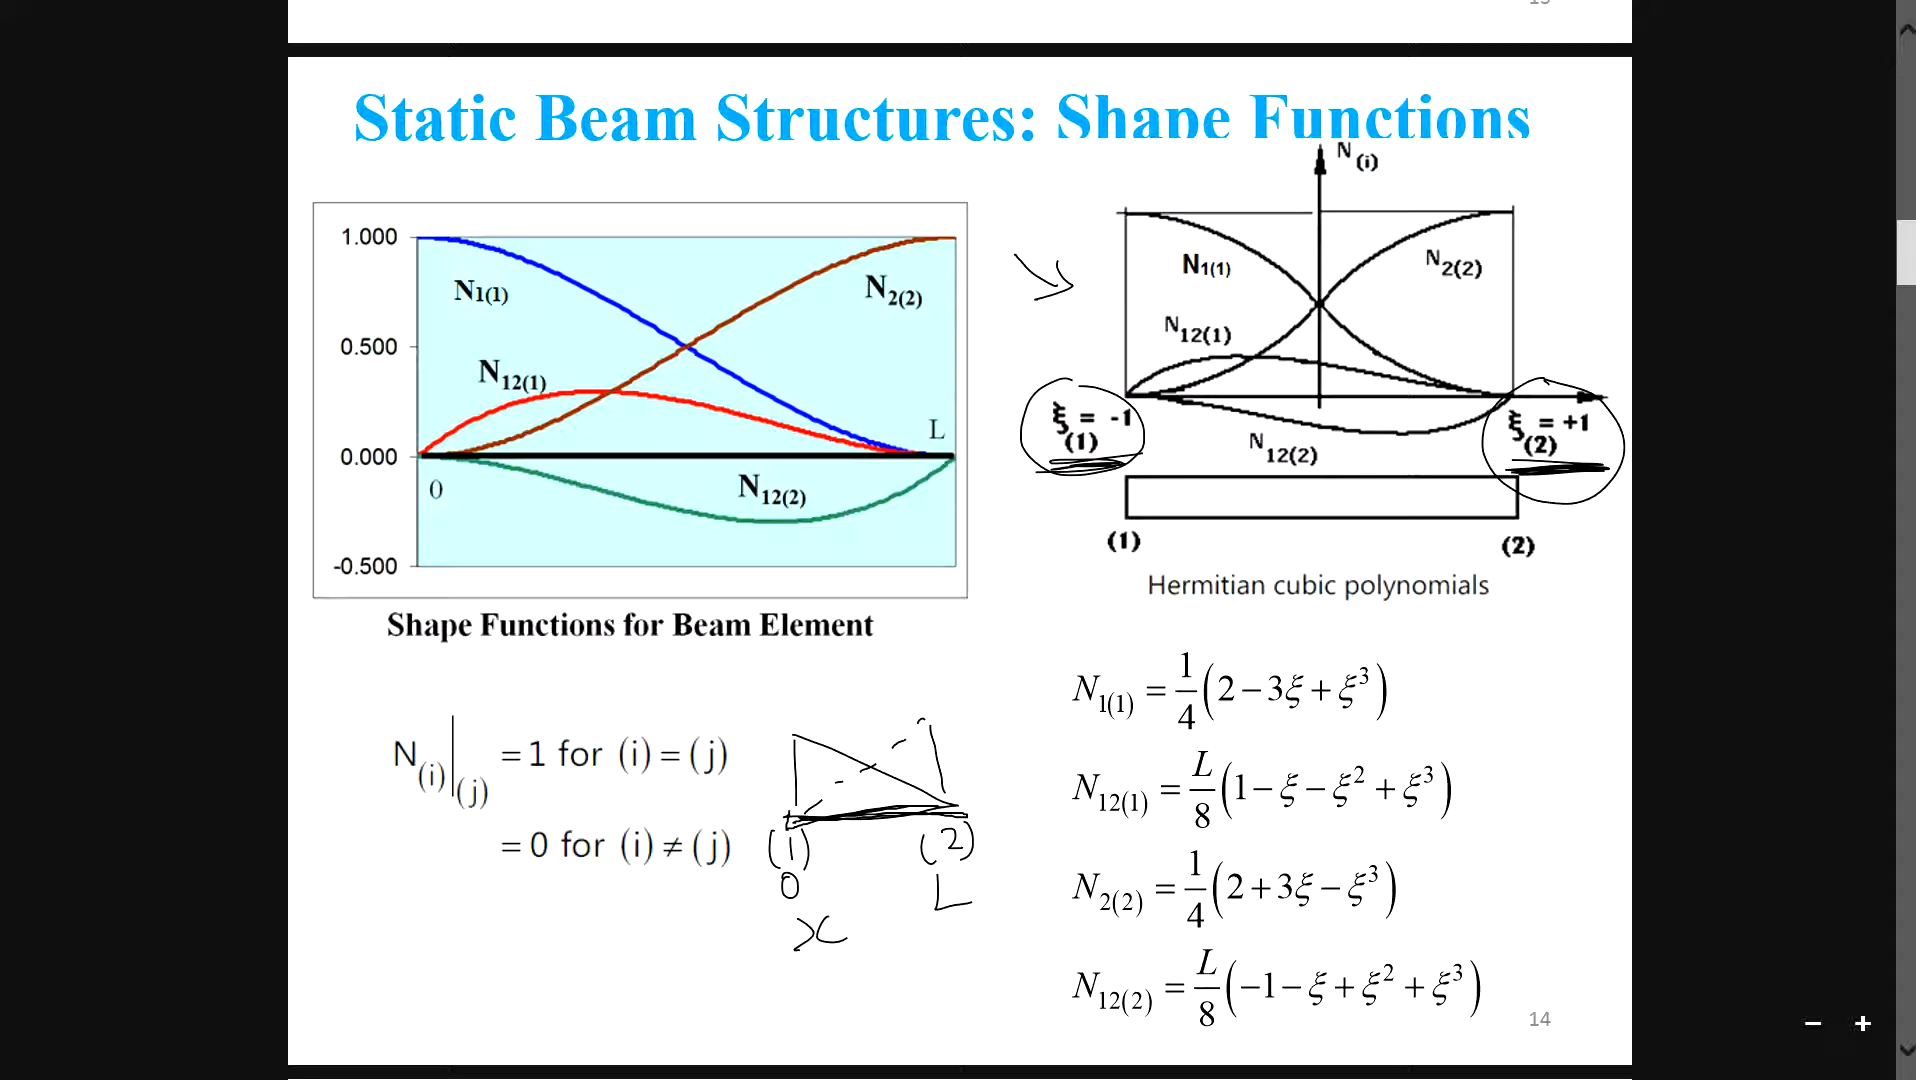 Static Beam Structures: Shape Functions
1.000
0.500
0.000
-0.500
N1(1)
N2(2)
N12(1)
L
0
N12(2)
Shape Functions for Beam Element
N(i)
N1(1)
N2(2)
N12(1)
ξ = -1
(1)
N12(2)
ξ = +1
(2)
(1)
(2)
Hermitian cubic polynomials
N(i)|(j) = 1 for (i) = (j)
= 0 for (i) ≠ (j)
(1)
(2)
0
L
x
N1(1) = 1/4 (2 − 3ξ + ξ³)
N12(1) = L/8 (1 − ξ − ξ² + ξ³)
N2(2) = 1/4 (2 + 3ξ − ξ³)
N12(2) = L/8 (−1 − ξ + ξ² + ξ³)
14
− +